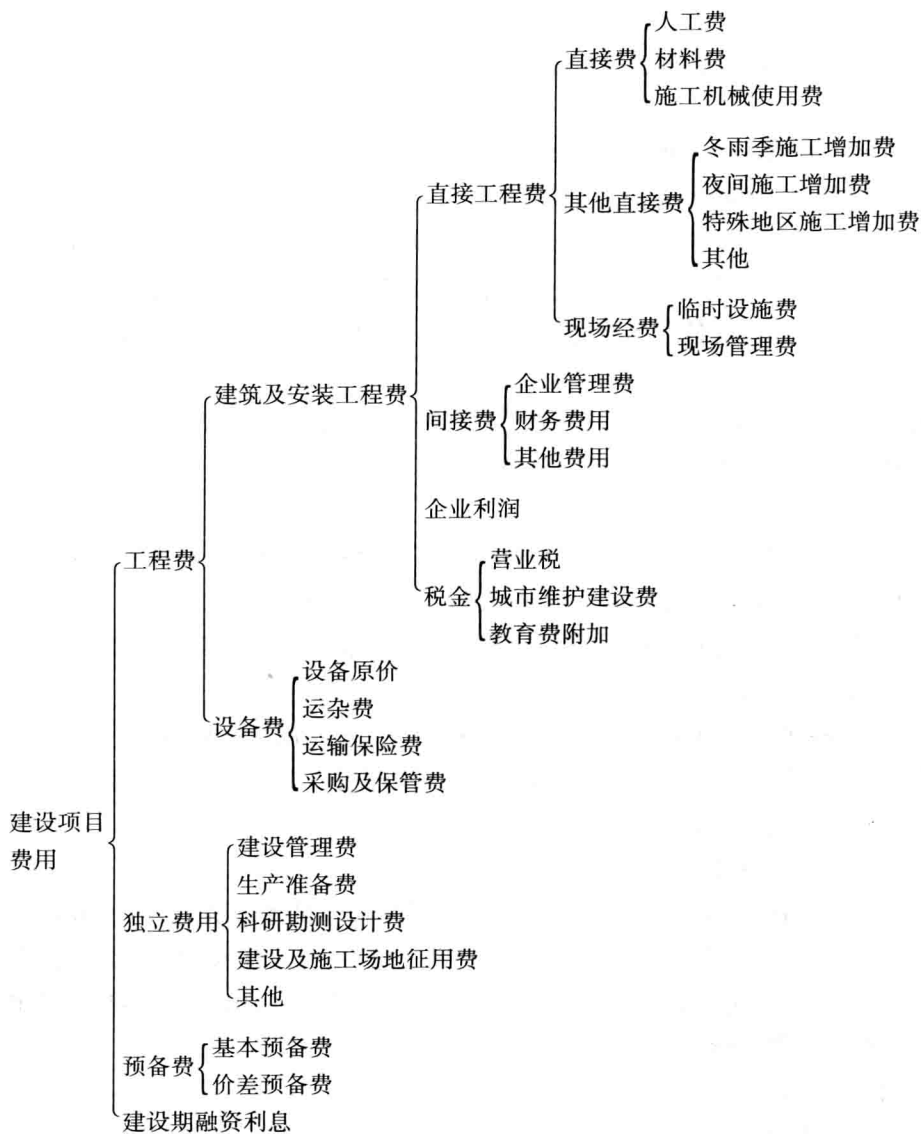 人工费
直接费
材料费
施工机械使用费
冬雨季施工增加费
夜间施工增加费
直接工程费
其他直接费
特殊地区施工增加费
其他
临时设施费
现场经费
现场管理费
企业管理费
建筑及安装工程费
间接费
财务费用
其他费用
企业利润
工程费
营业税
税金
城市维护建设费
教育费附加
设备原价
运杂费
设备费
运输保险费
采购及保管费
建设项目
费用
建设管理费
生产准备费
独立费用
科研勘测设计费
建设及施工场地征用费
其他
基本预备费
预备费
价差预备费
建设期融资利息